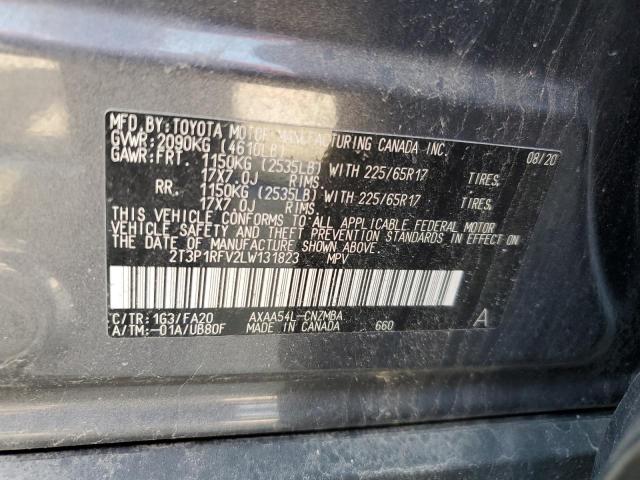 MFD. BY: TOYOTA MOTOR MANUFACTURING CANADA INC. 08/20
GVWR: 2090KG (4610LB)
GAWR: FRT. 1150KG (2535LB) WITH 225/65R17 TIRES,
17X7.0J RIMS,
RR. 1150KG (2535LB) WITH 225/65R17 TIRES,
17X7.0J RIMS,
THIS VEHICLE CONFORMS TO ALL APPLICABLE FEDERAL MOTOR
VEHICLE SAFETY AND THEFT PREVENTION STANDARDS IN EFFECT ON
THE DATE OF MANUFACTURE SHOWN ABOVE.
2T3P1RFV2LW131823 MPV
C/TR: 1G3/FA20 AXAA54L-CNZMBA A
A/TM: -01A/UB80F MADE IN CANADA 660